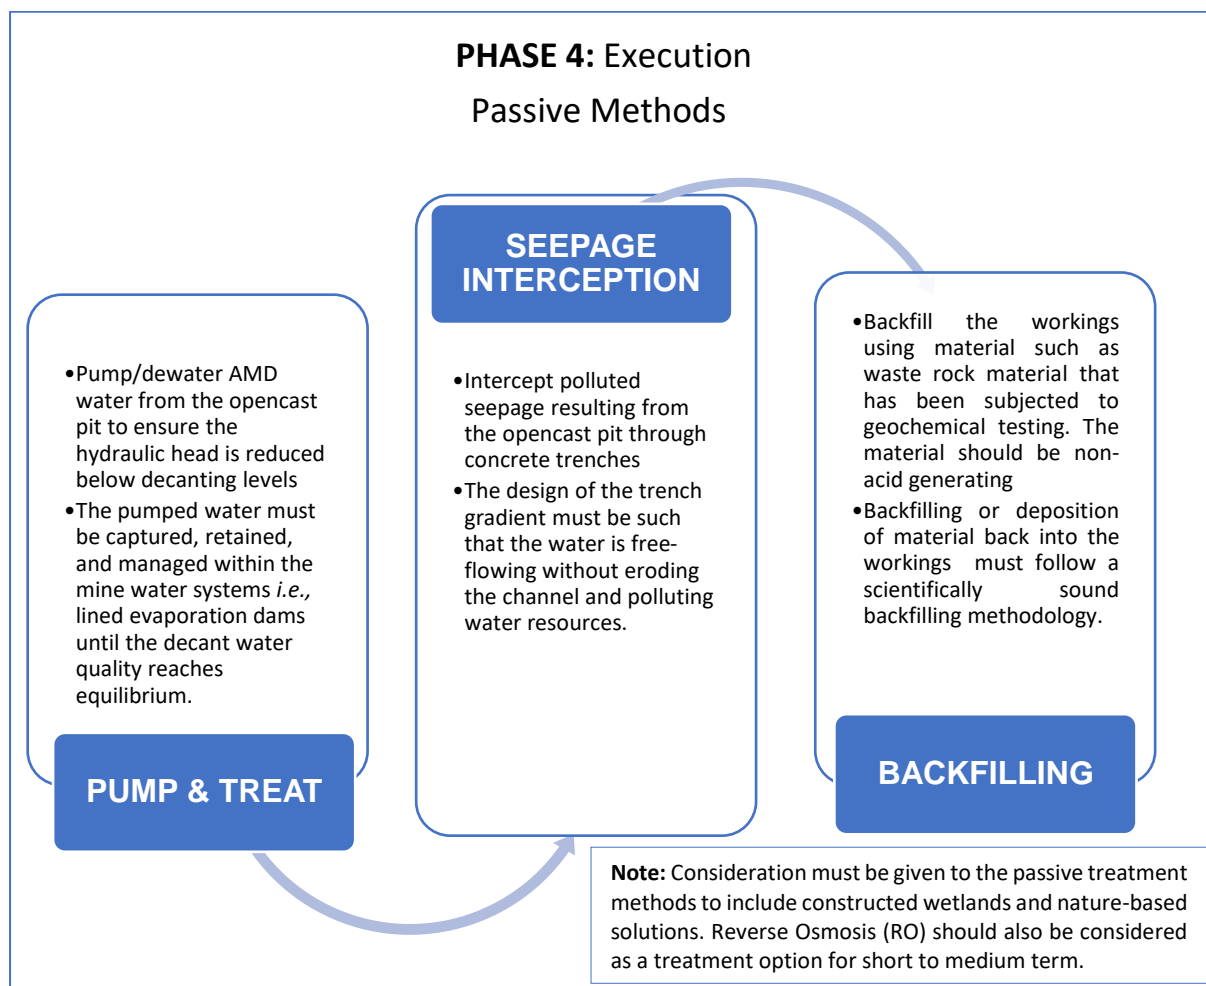 PHASE 4: Execution
Passive Methods
•Pump/dewater AMD
water from the opencast
pit to ensure the
hydraulic head is reduced
below decanting levels
•The pumped water must
be captured, retained,
and managed within the
mine water systems i.e.,
lined evaporation dams
until the decant water
quality reaches
equilibrium.
PUMP & TREAT
SEEPAGE
INTERCEPTION
•Intercept polluted
seepage resulting from
the opencast pit through
concrete trenches
•The design of the trench
gradient must be such
that the water is free-
flowing without eroding
the channel and polluting
water resources.
•Backfill the workings
using material such as
waste rock material that
has been subjected to
geochemical testing. The
material should be non-
acid generating
•Backfilling or deposition
of material back into the
workings must follow a
scientifically sound
backfilling methodology.
BACKFILLING
Note: Consideration must be given to the passive treatment
methods to include constructed wetlands and nature-based
solutions. Reverse Osmosis (RO) should also be considered
as a treatment option for short to medium term.